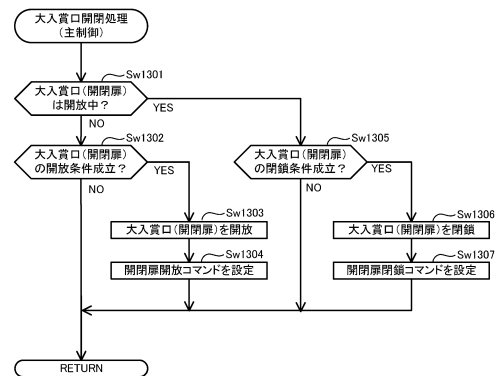 大入賞口開閉処理
(主制御)
Sw1301
大入賞口(開閉扉)
は開放中?
YES
NO
Sw1302
大入賞口(開閉扉)
の開放条件成立?
YES
NO
Sw1305
大入賞口(開閉扉)
の閉鎖条件成立?
YES
NO
Sw1303
大入賞口(開閉扉)を開放
Sw1304
開閉扉開放コマンドを設定
Sw1306
大入賞口(開閉扉)を閉鎖
Sw1307
開閉扉閉鎖コマンドを設定
RETURN